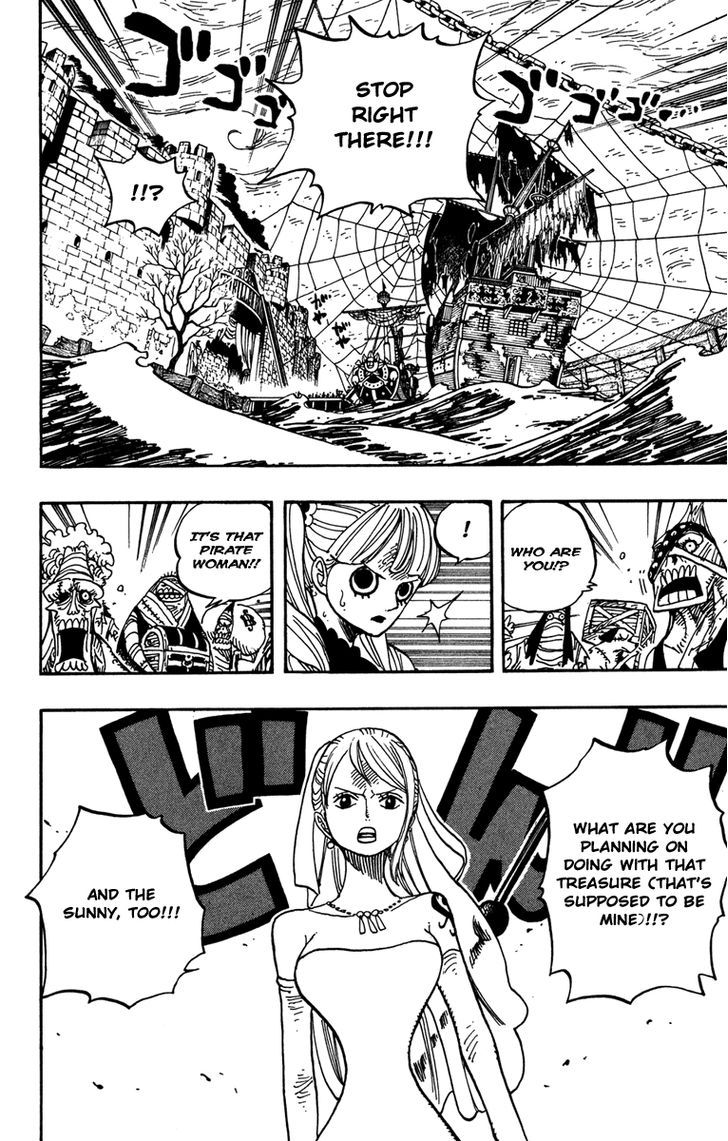 ゴゴゴ
STOP
RIGHT
THERE!!!
ゴゴゴ
!!?
WHO ARE
YOU!?
!
IT'S THAT
PIRATE
WOMAN!!
WHAT ARE YOU
PLANNING ON
DOING WITH THAT
TREASURE (THAT'S
SUPPOSED TO BE
MINE)!!?
AND THE
SUNNY, TOO!!!